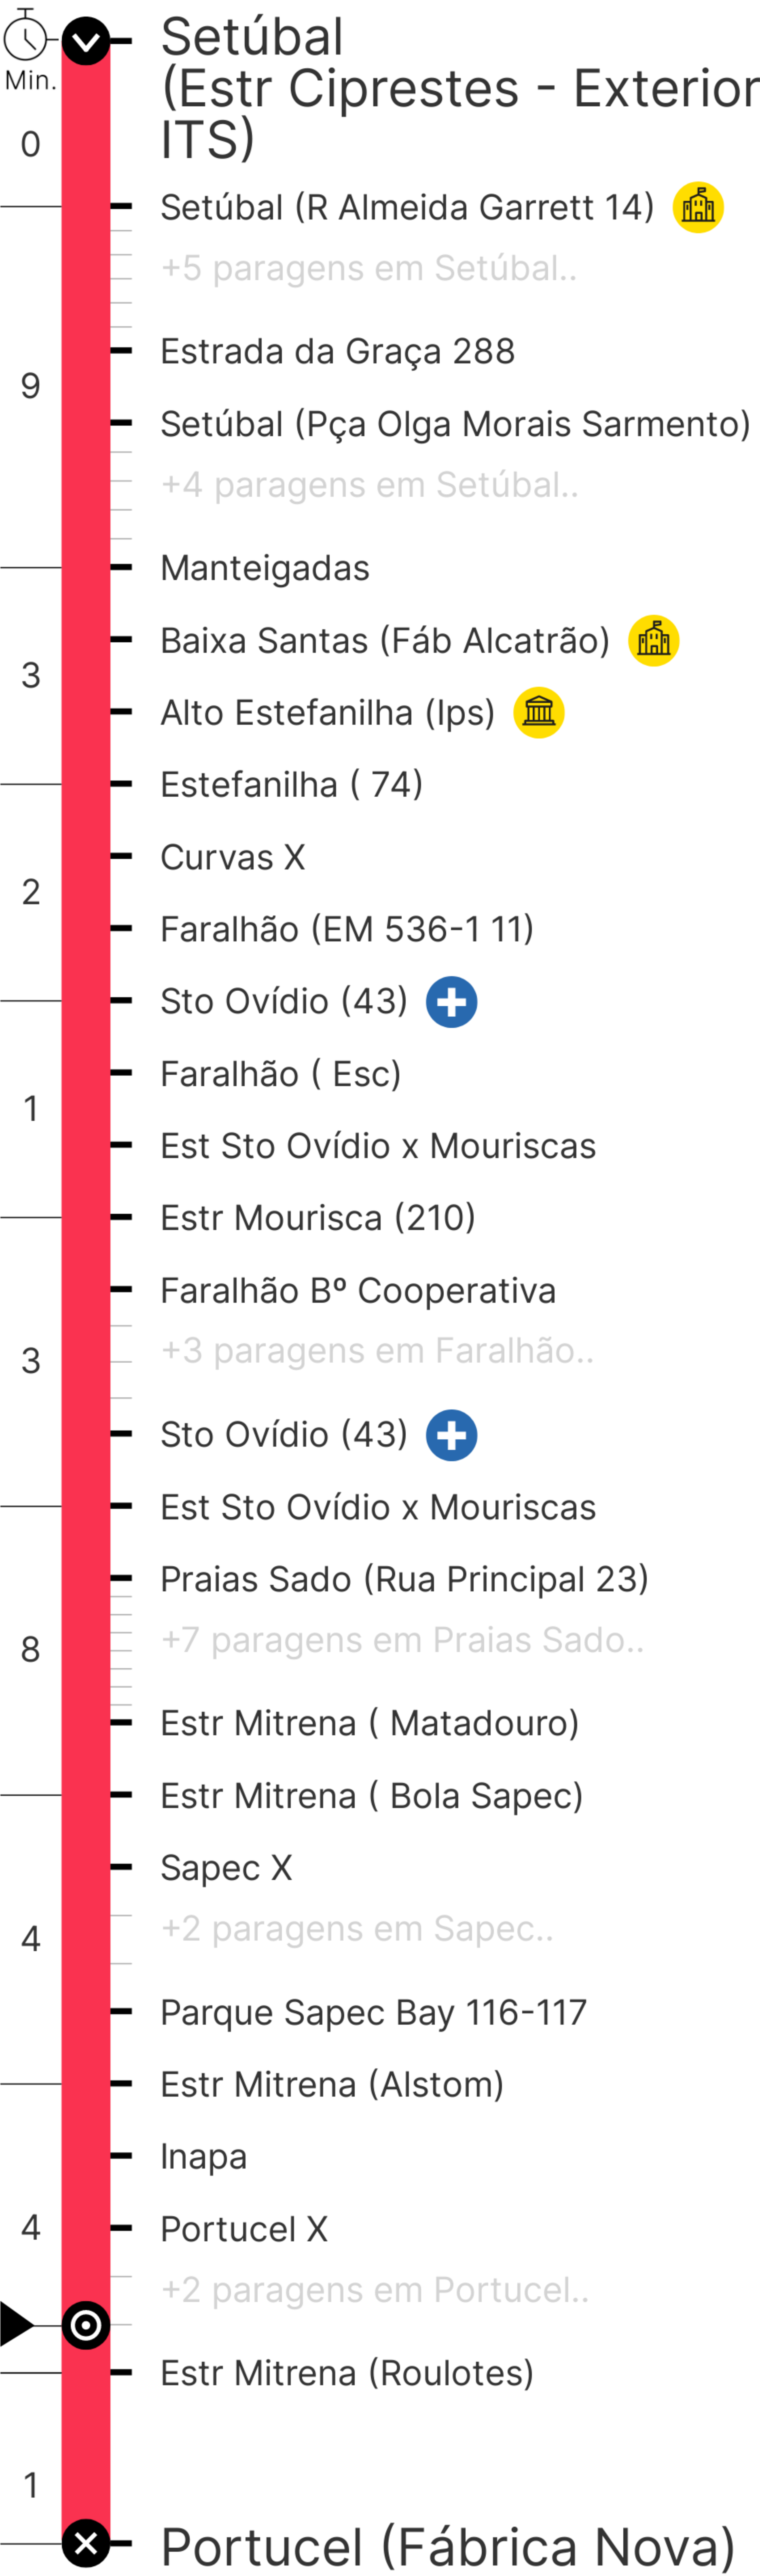 Min.
Setúbal
(Estr Ciprestes - Exterior
ITS)
0
Setúbal (R Almeida Garrett 14)
+5 paragens em Setúbal..
Estrada da Graça 288
9
Setúbal (Pça Olga Morais Sarmento)
+4 paragens em Setúbal..
Manteigadas
Baixa Santas (Fáb Alcatrão)
3
Alto Estefanilha (Ips)
Estefanilha ( 74)
Curvas X
2
Faralhão (EM 536-1 11)
Sto Ovídio (43)
Faralhão ( Esc)
1
Est Sto Ovídio x Mouriscas
Estr Mourisca (210)
Faralhão Bº Cooperativa
+3 paragens em Faralhão..
3
Sto Ovídio (43)
Est Sto Ovídio x Mouriscas
Praias Sado (Rua Principal 23)
+7 paragens em Praias Sado..
8
Estr Mitrena ( Matadouro)
Estr Mitrena ( Bola Sapec)
Sapec X
+2 paragens em Sapec..
4
Parque Sapec Bay 116-117
Estr Mitrena (Alstom)
Inapa
4
Portucel X
+2 paragens em Portucel..
Estr Mitrena (Roulotes)
1
Portucel (Fábrica Nova)